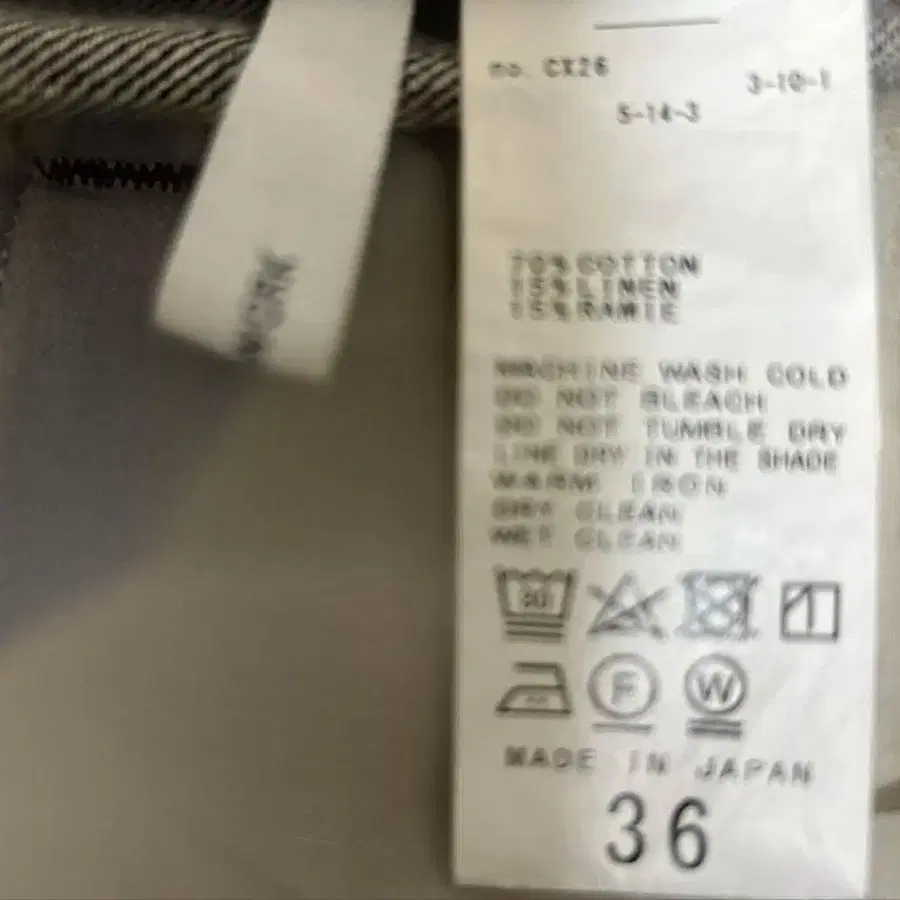 no. CX26
3-10-1
5-14-3
70% COTTON
15% LINEN
15% RAMIE
MACHINE WASH COLD
DO NOT BLEACH
DO NOT TUMBLE DRY
LINE DRY IN THE SHADE
WARM IRON
DRY CLEAN
WET CLEAN
30
F
W
MADE IN JAPAN
36